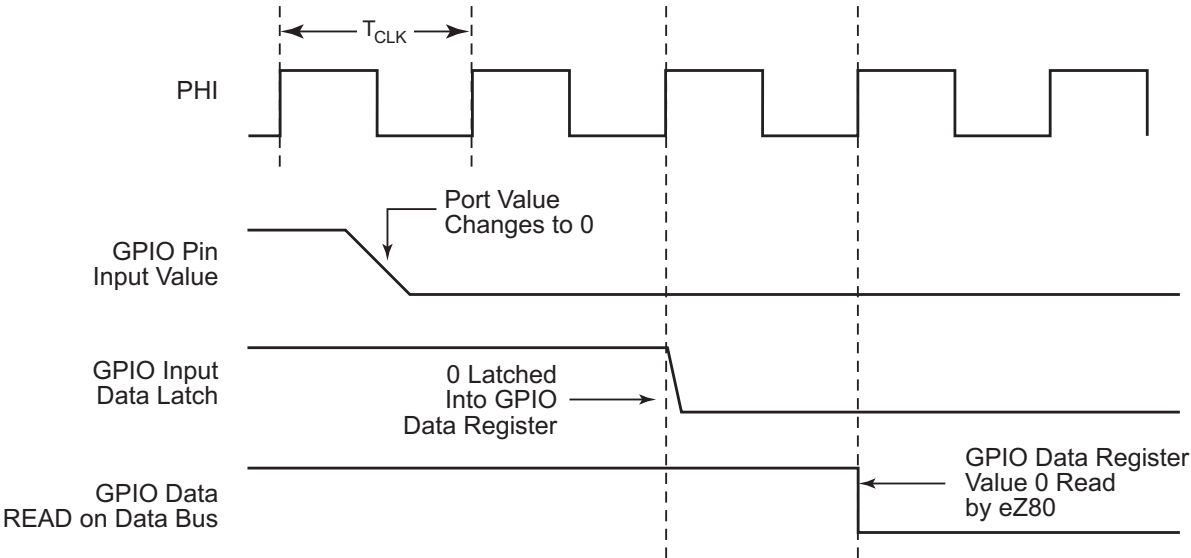 TCLK
PHI
Port Value
Changes to 0
GPIO Pin
Input Value
GPIO Input
Data Latch
0 Latched
Into GPIO
Data Register
GPIO Data
READ on Data Bus
GPIO Data Register
Value 0 Read
by eZ80